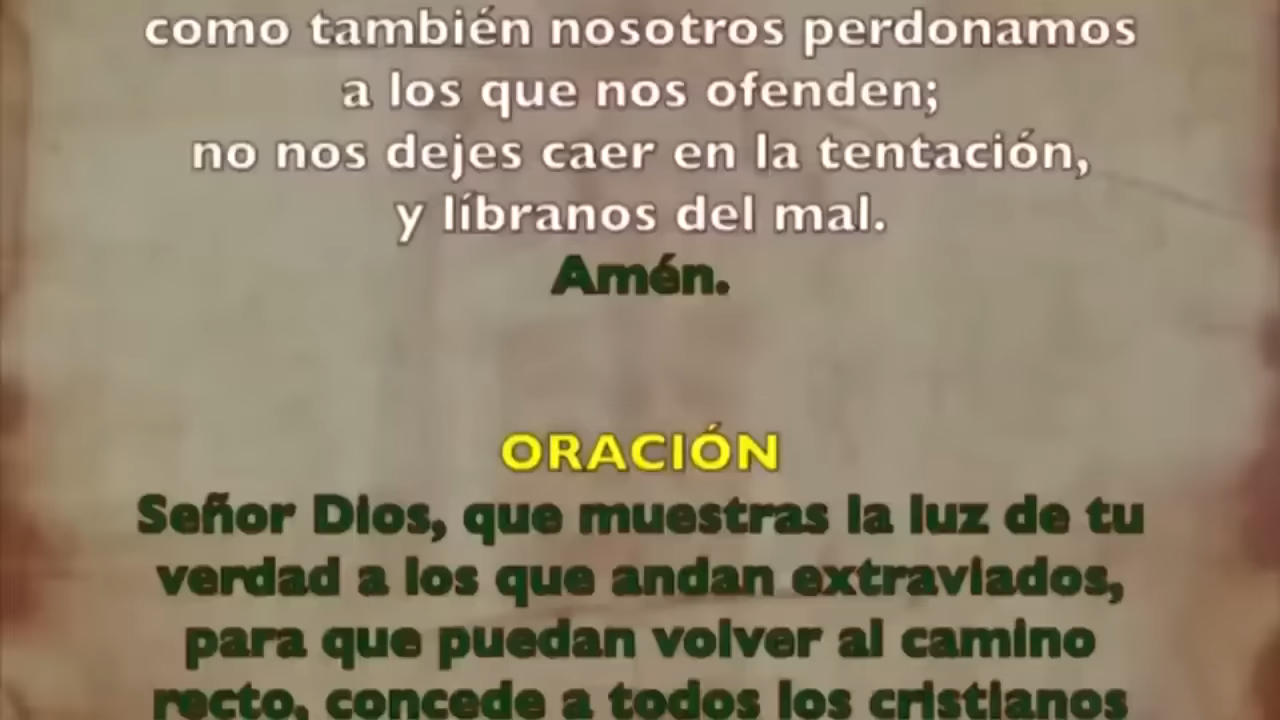 como también nosotros perdonamos
a los que nos ofenden;
no nos dejes caer en la tentación,
y líbranos del mal.
Amén.
ORACIÓN
Señor Dios, que muestras la luz de tu
verdad a los que andan extraviados,
para que puedan volver al camino
recto, concede a todos los cristianos